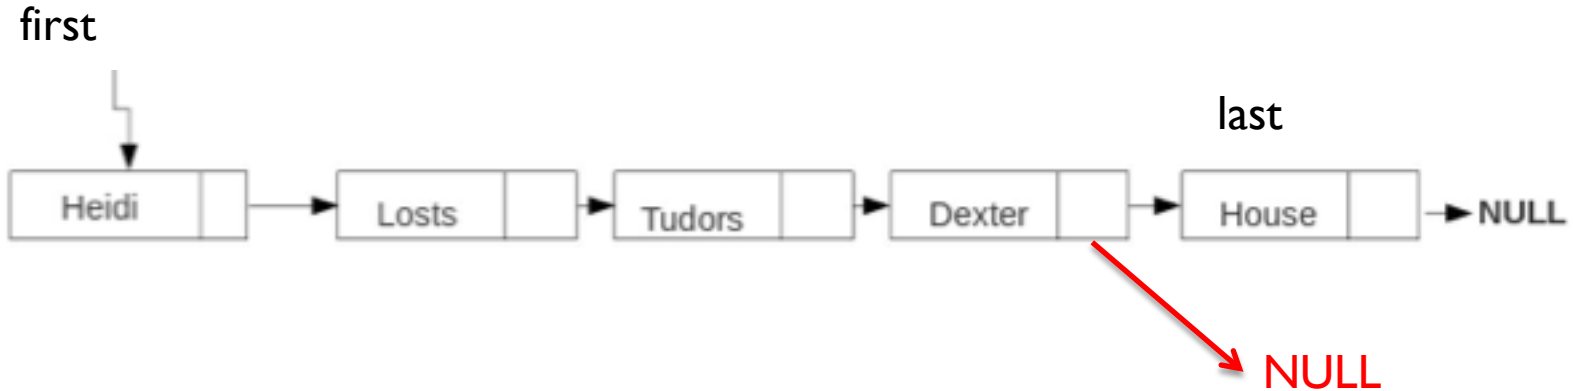 first
last
Heidi
Losts
Tudors
Dexter
House
NULL
NULL